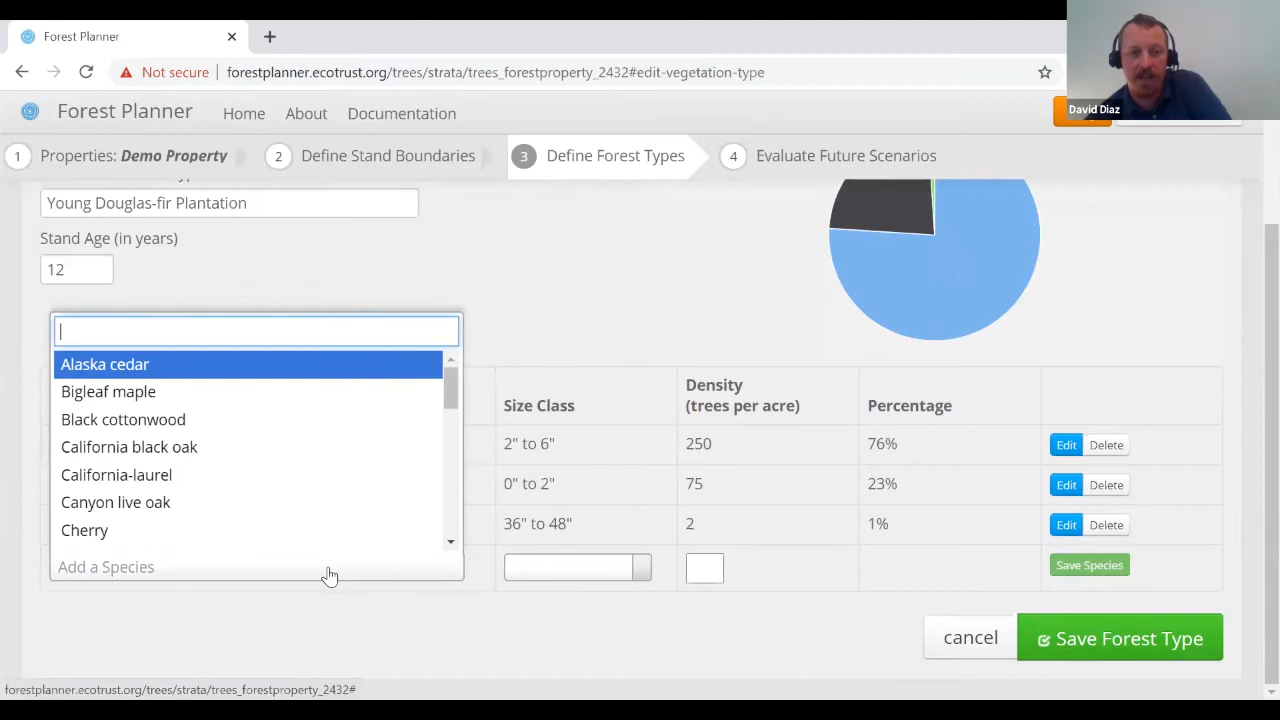 Forest Planner
Not secure
forestplanner.ecotrust.org/trees/strata/trees_forestproperty_2432#edit-vegetation-type
David Diaz
Forest Planner
Home
About
Documentation
1 Properties: Demo Property
2 Define Stand Boundaries
3 Define Forest Types
4 Evaluate Future Scenarios
Young Douglas-fir Plantation
Stand Age (in years)
12
Alaska cedar
Bigleaf maple
Black cottonwood
California black oak
California-laurel
Canyon live oak
Cherry
Add a Species
Size Class
Density
(trees per acre)
Percentage
2" to 6" 250 76% Edit Delete
0" to 2" 75 23% Edit Delete
36" to 48" 2 1% Edit Delete
Save Species
cancel
Save Forest Type
forestplanner.ecotrust.org/trees/strata/trees_forestproperty_2432#